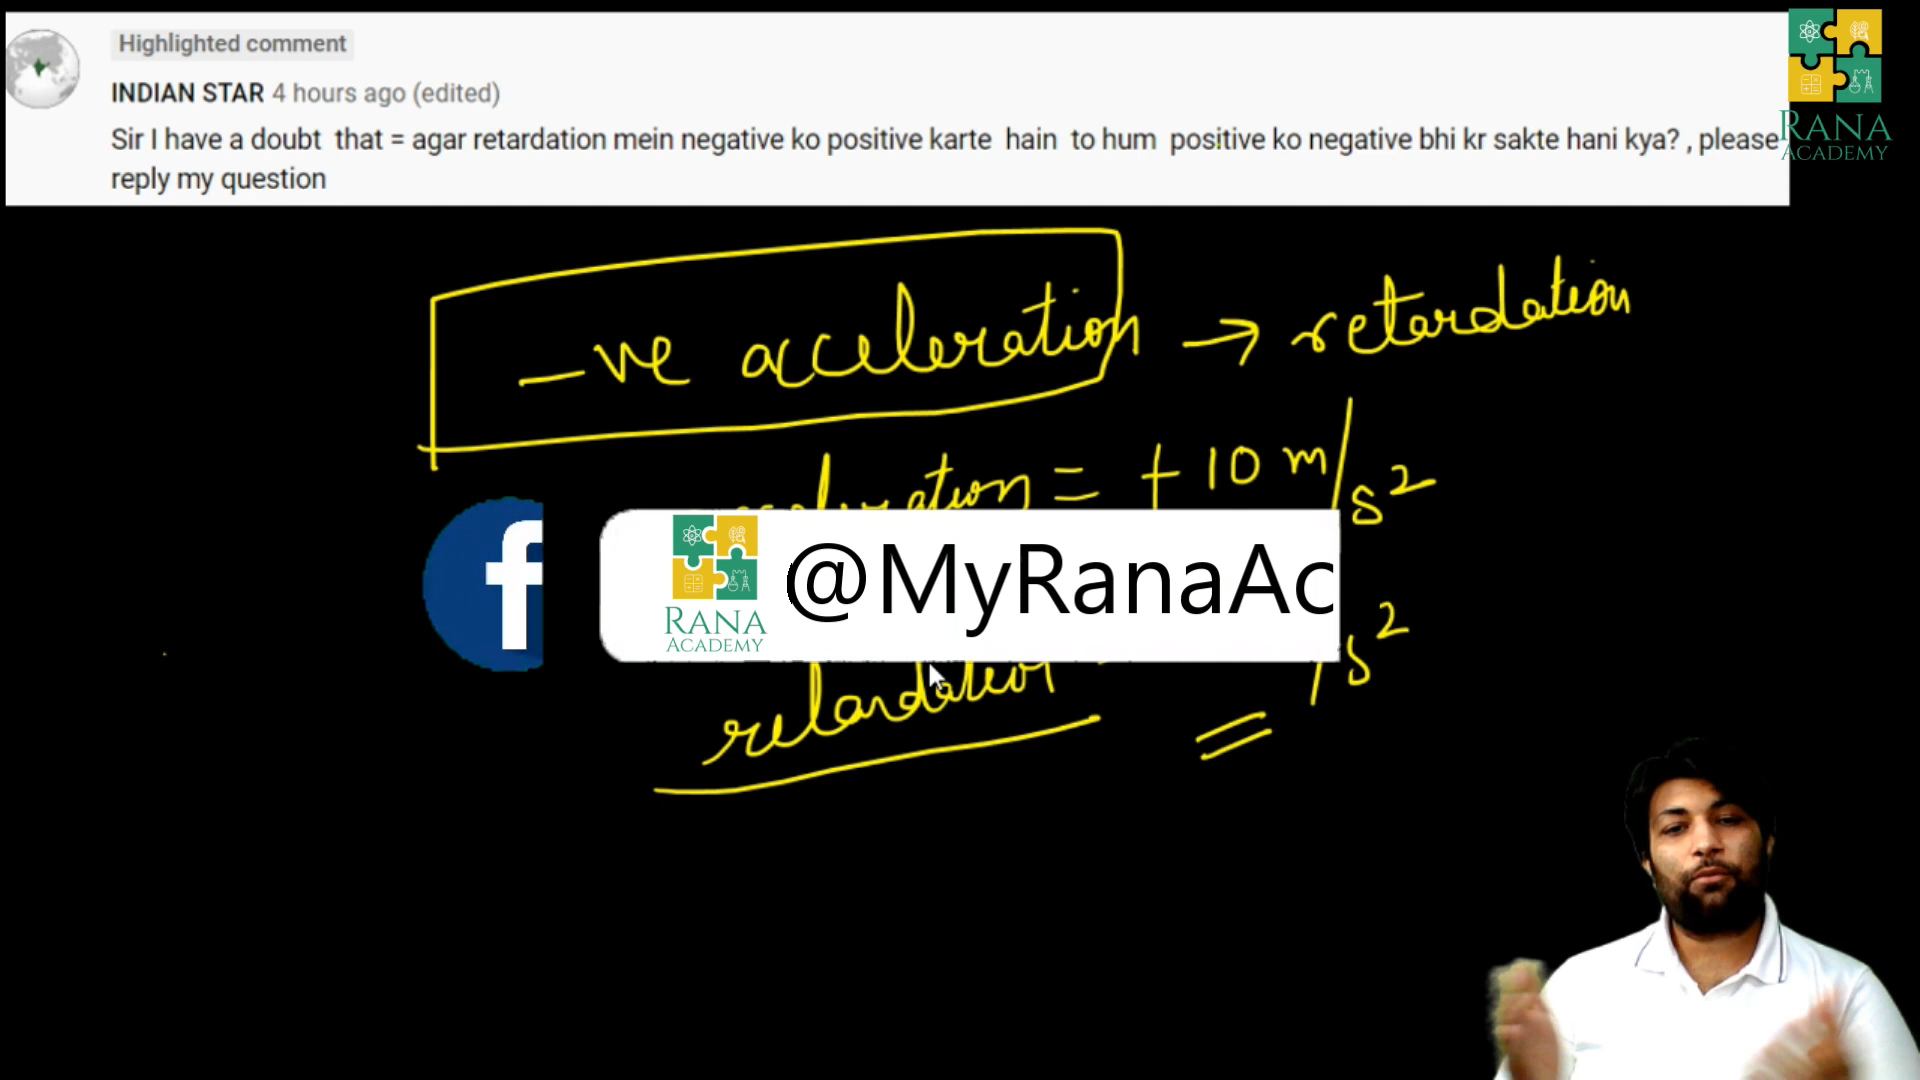 Highlighted comment
INDIAN STAR 4 hours ago (edited)
Sir I have a doubt that = agar retardation mein negative ko positive karte hain to hum positive ko negative bhi kr sakte hani kya? , please
reply my question
RANA
ACADEMY
-ve acceleration → retardation
= + 10 m/s²
f
RANA
ACADEMY
@MyRanaAc
/s²
retardation
=